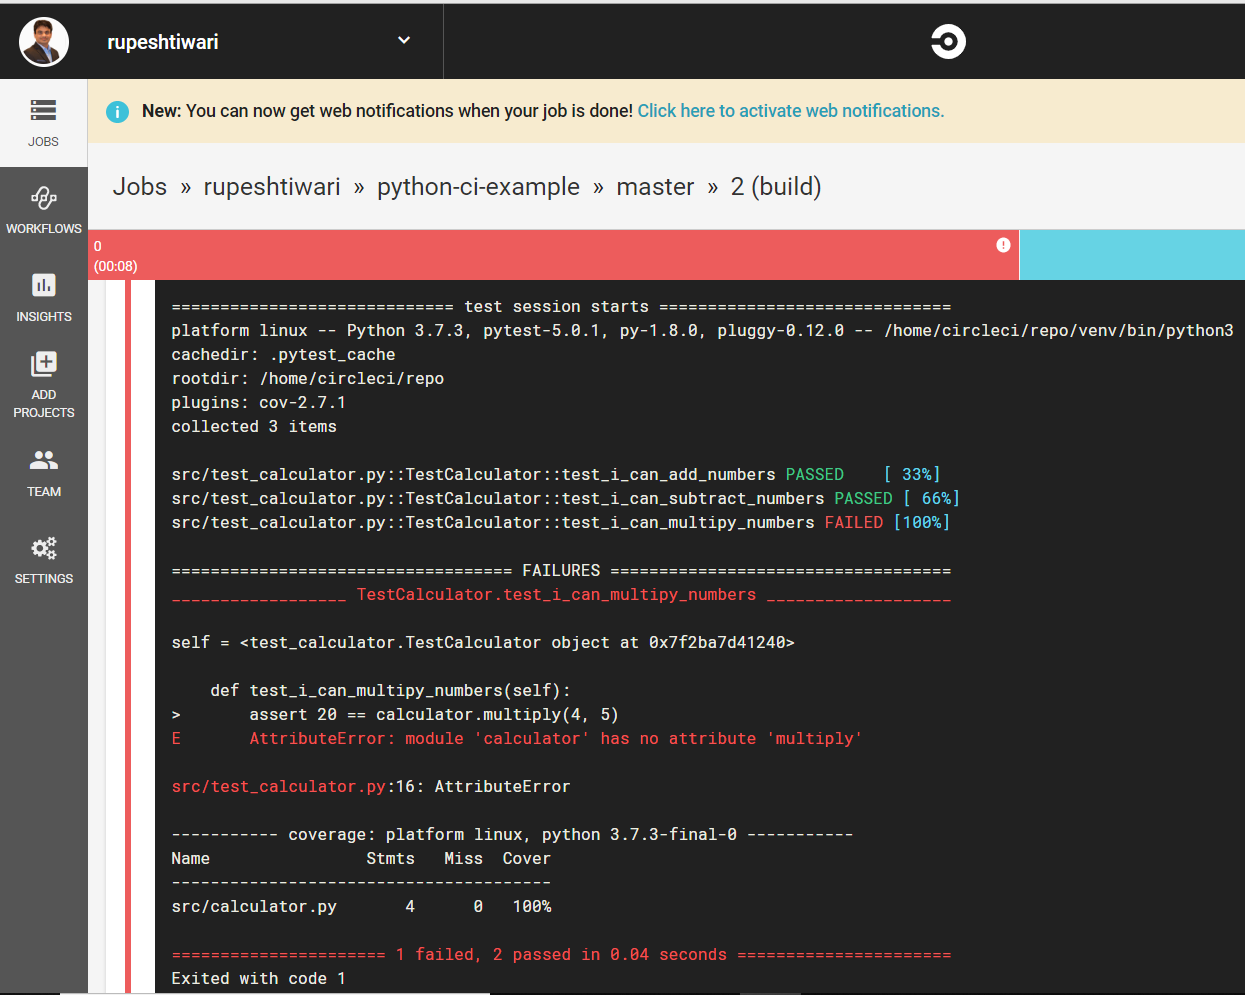 rupeshtiwari
JOBS
WORKFLOWS
INSIGHTS
ADD
PROJECTS
TEAM
SETTINGS
New: You can now get web notifications when your job is done! Click here to activate web notifications.
Jobs » rupeshtiwari » python-ci-example » master » 2 (build)
0
(00:08)
============================= test session starts ==============================
platform linux -- Python 3.7.3, pytest-5.0.1, py-1.8.0, pluggy-0.12.0 -- /home/circleci/repo/venv/bin/python3
cachedir: .pytest_cache
rootdir: /home/circleci/repo
plugins: cov-2.7.1
collected 3 items
src/test_calculator.py::TestCalculator::test_i_can_add_numbers PASSED    [ 33%]
src/test_calculator.py::TestCalculator::test_i_can_subtract_numbers PASSED [ 66%]
src/test_calculator.py::TestCalculator::test_i_can_multipy_numbers FAILED [100%]
=================================== FAILURES ===================================
__________________ TestCalculator.test_i_can_multipy_numbers ___________________
self = <test_calculator.TestCalculator object at 0x7f2ba7d41240>
    def test_i_can_multipy_numbers(self):
>       assert 20 == calculator.multiply(4, 5)
E       AttributeError: module 'calculator' has no attribute 'multiply'
src/test_calculator.py:16: AttributeError
----------- coverage: platform linux, python 3.7.3-final-0 -----------
Name                Stmts   Miss  Cover
---------------------------------------
src/calculator.py       4      0   100%
====================== 1 failed, 2 passed in 0.04 seconds ======================
Exited with code 1